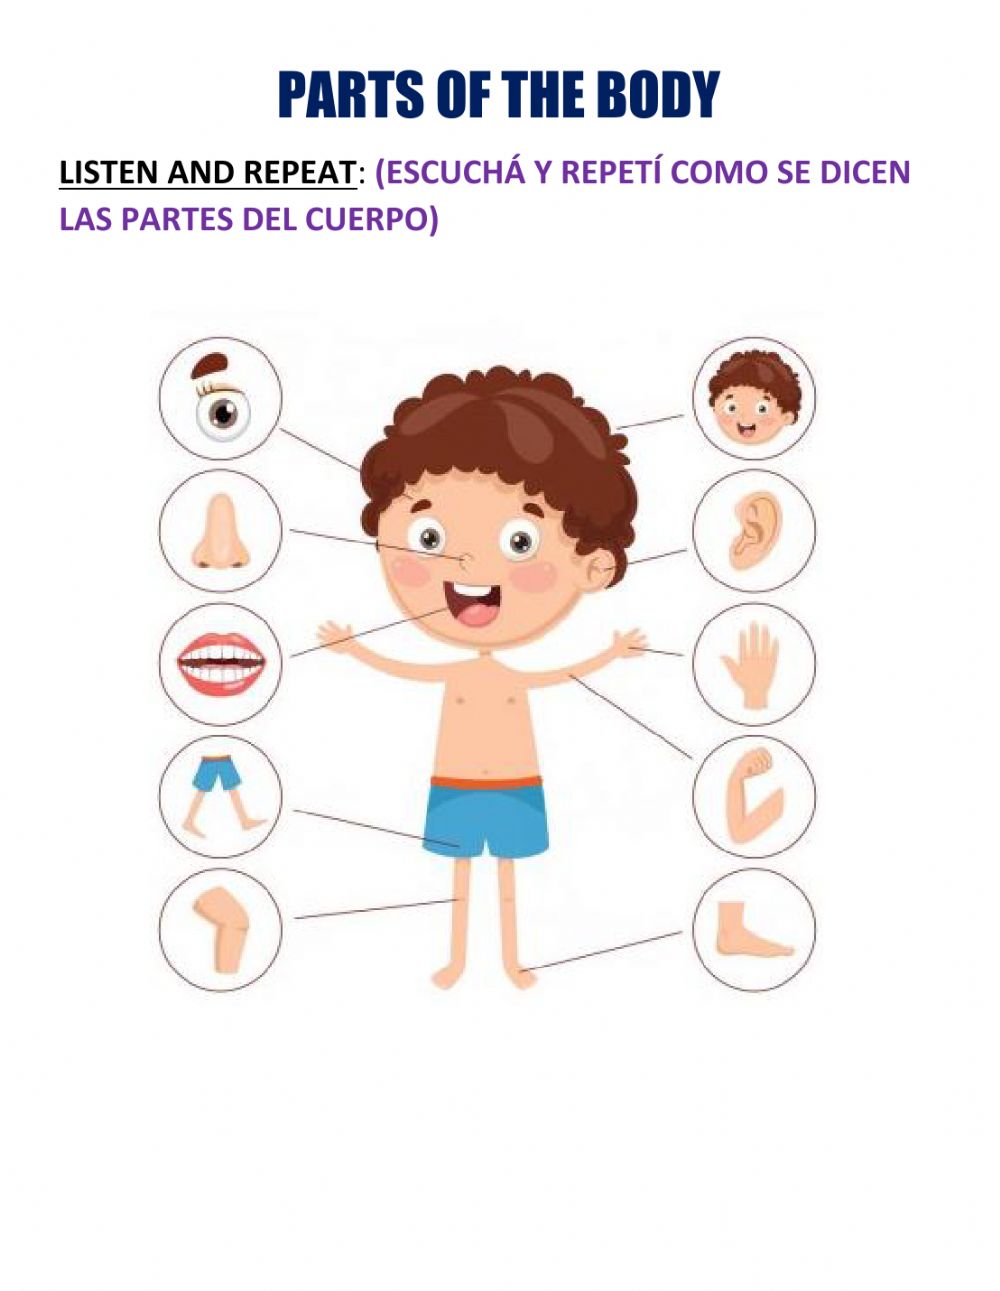 PARTS OF THE BODY
LISTEN AND REPEAT: (ESCUCHÁ Y REPETÍ COMO SE DICEN
LAS PARTES DEL CUERPO)